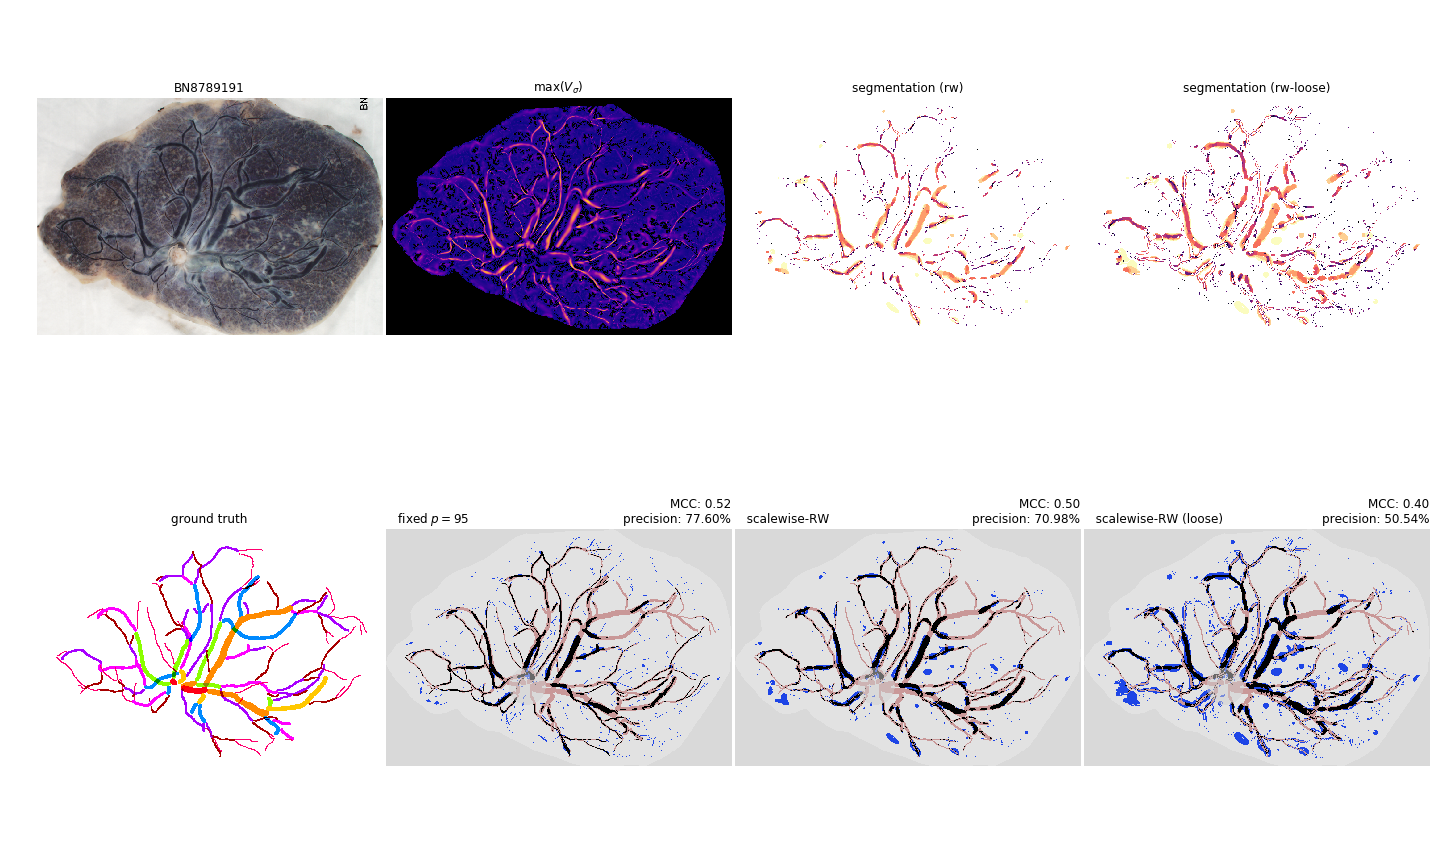 BN8789191
max(V_σ)
segmentation (rw)
segmentation (rw-loose)
BN
ground truth
MCC: 0.52
fixed p = 95
precision: 77.60%
MCC: 0.50
scalewise-RW
precision: 70.98%
MCC: 0.40
scalewise-RW (loose)
precision: 50.54%